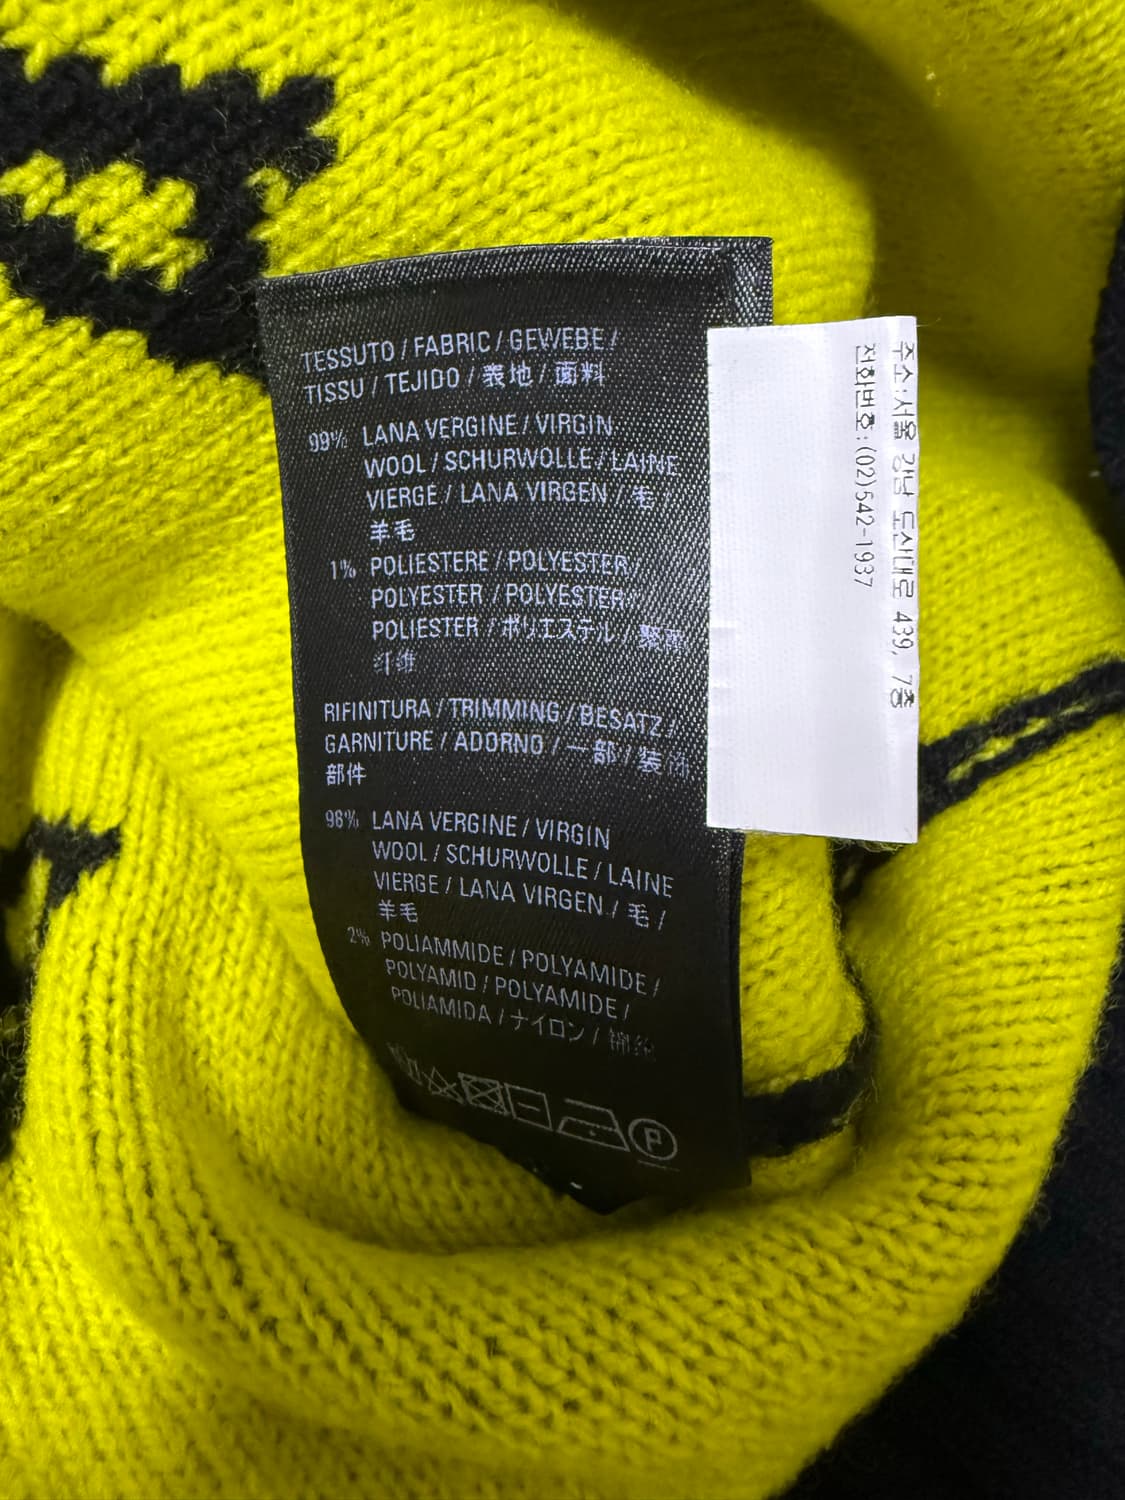 TESSUTO / FABRIC / GEWEBE /
TISSU / TEJIDO / 表地 / 面料
99% LANA VERGINE / VIRGIN
WOOL / SCHURWOLLE / LAINE
VIERGE / LANA VIRGEN / 毛 /
羊毛
1% POLIESTERE / POLYESTER
POLYESTER / POLYESTER /
POLIESTER / ポリエステル /
纤维
RIFINITURA / TRIMMING / BESATZ /
GARNITURE / ADORNO / 一部 / 装饰
部件
98% LANA VERGINE / VIRGIN
WOOL / SCHURWOLLE / LAINE
VIERGE / LANA VIRGEN / 毛 /
羊毛
2% POLIAMMIDE / POLYAMIDE /
POLYAMID / POLYAMIDE /
POLIAMIDA / ナイロン /
P
주소:서울 강남 도산대로 439, 7층
전화번호:(02)542-1937